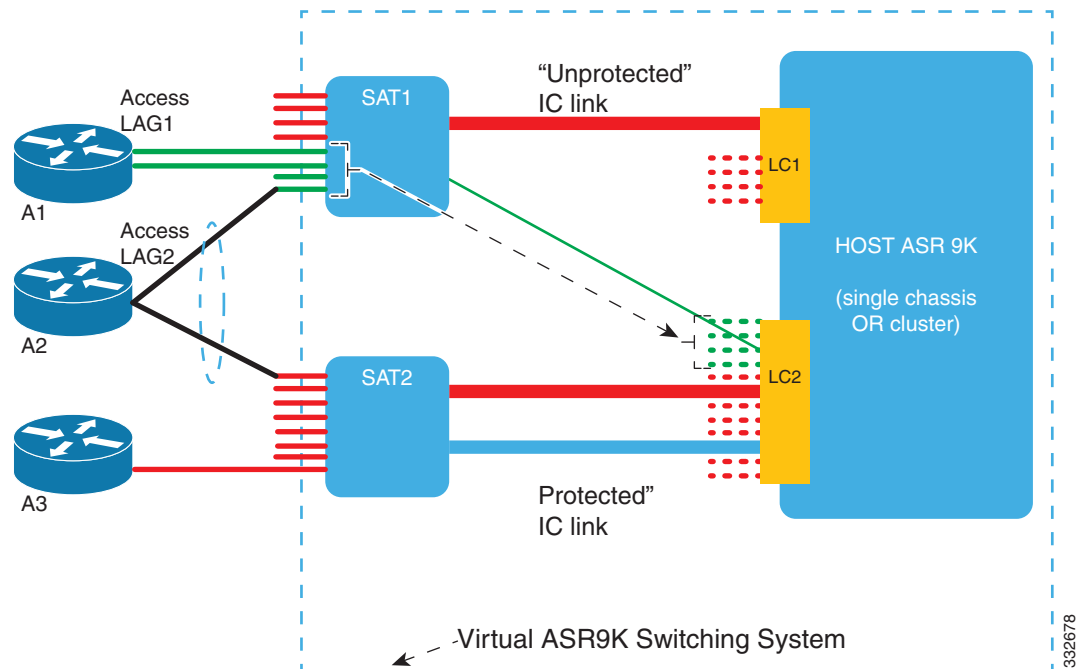 “Unprotected”
IC link
Access
LAG1
SAT1
LC1
A1
Access
LAG2
HOST ASR 9K
(single chassis
OR cluster)
A2
SAT2
LC2
A3
Protected”
IC link
Virtual ASR9K Switching System
332678